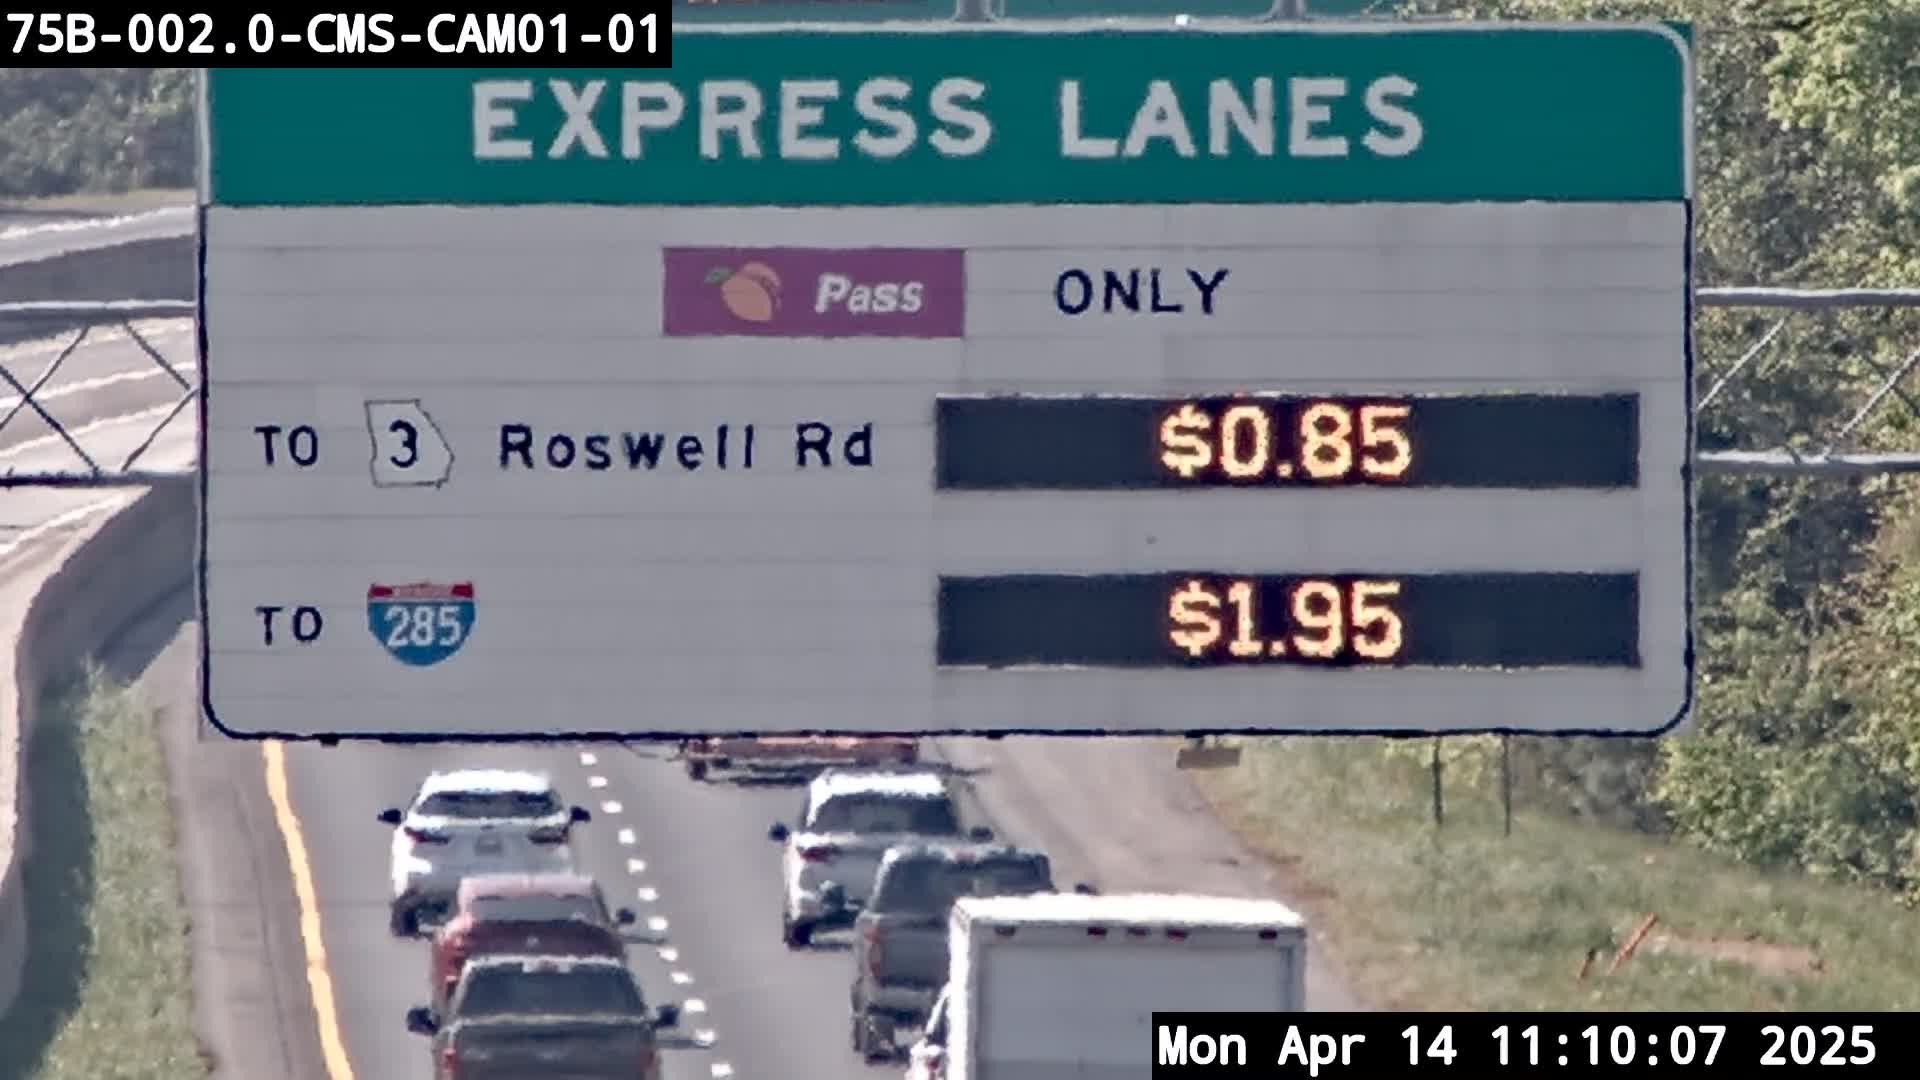 75B-002.0-CMS-CAM01-01
EXPRESS LANES
Pass ONLY
TO 3 Roswell Rd $0.85
TO 285 $1.95
Mon Apr 14 11:10:07 2025